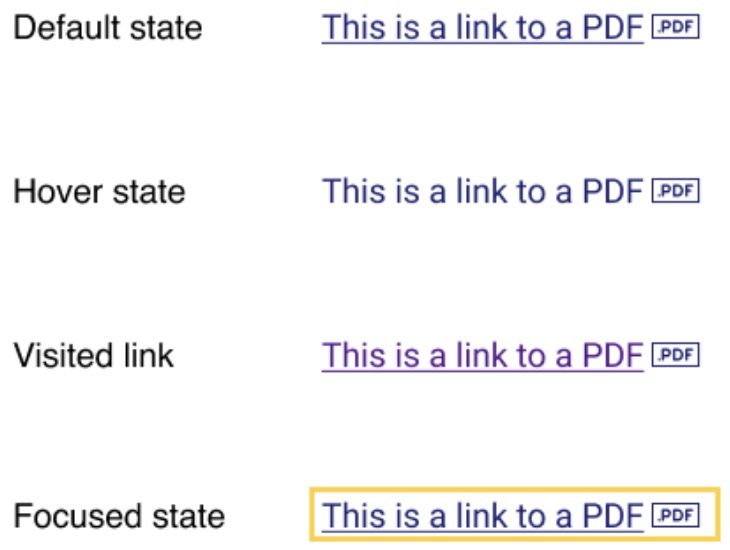 Default state This is a link to a PDF .PDF
Hover state This is a link to a PDF .PDF
Visited link This is a link to a PDF .PDF
Focused state This is a link to a PDF .PDF